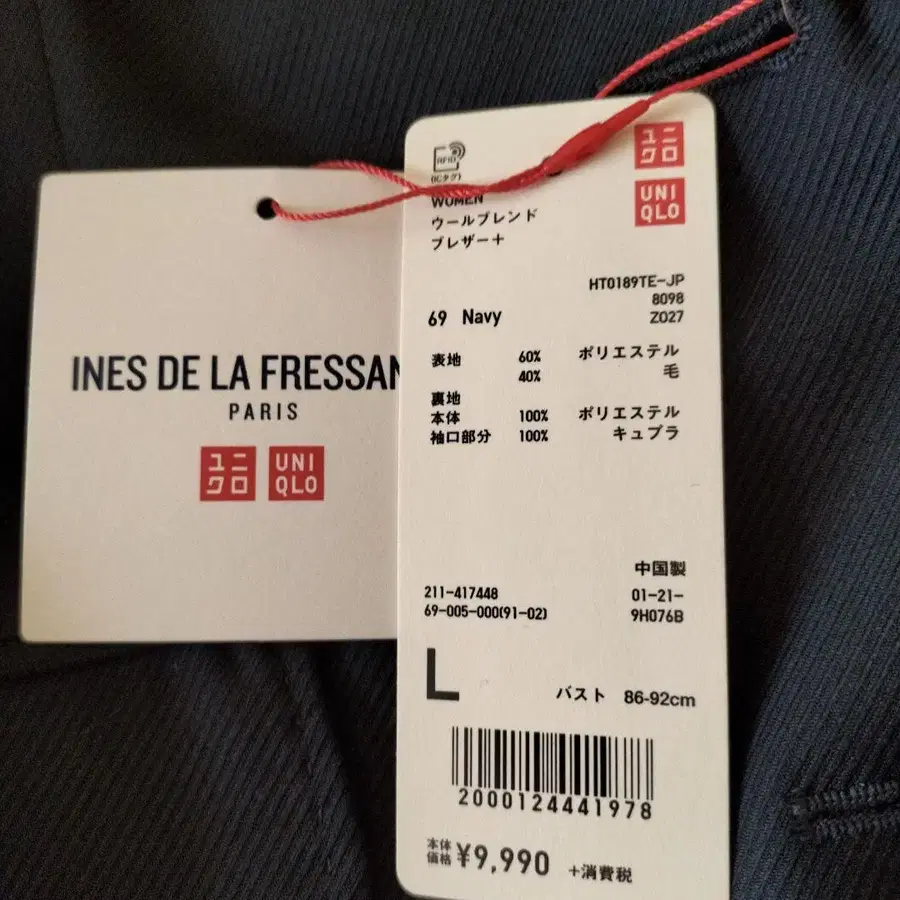 INES DE LA FRESSAN
PARIS
ユニ
クロ
UNI
QLO
RFID
(ICタグ)
ユニ
クロ
UNI
QLO
WOMEN
ウールブレンド
ブレザー+
HT0189TE-JP
8098
69 Navy Z027
表地 60% ポリエステル
40% 毛
裏地
本体 100% ポリエステル
袖口部分 100% キュプラ
中国製
211-417448 01-21-
69-005-000(91-02) 9H076B
L バスト 86-92cm
2000124441978
本体
価格 ¥9,990 +消費税